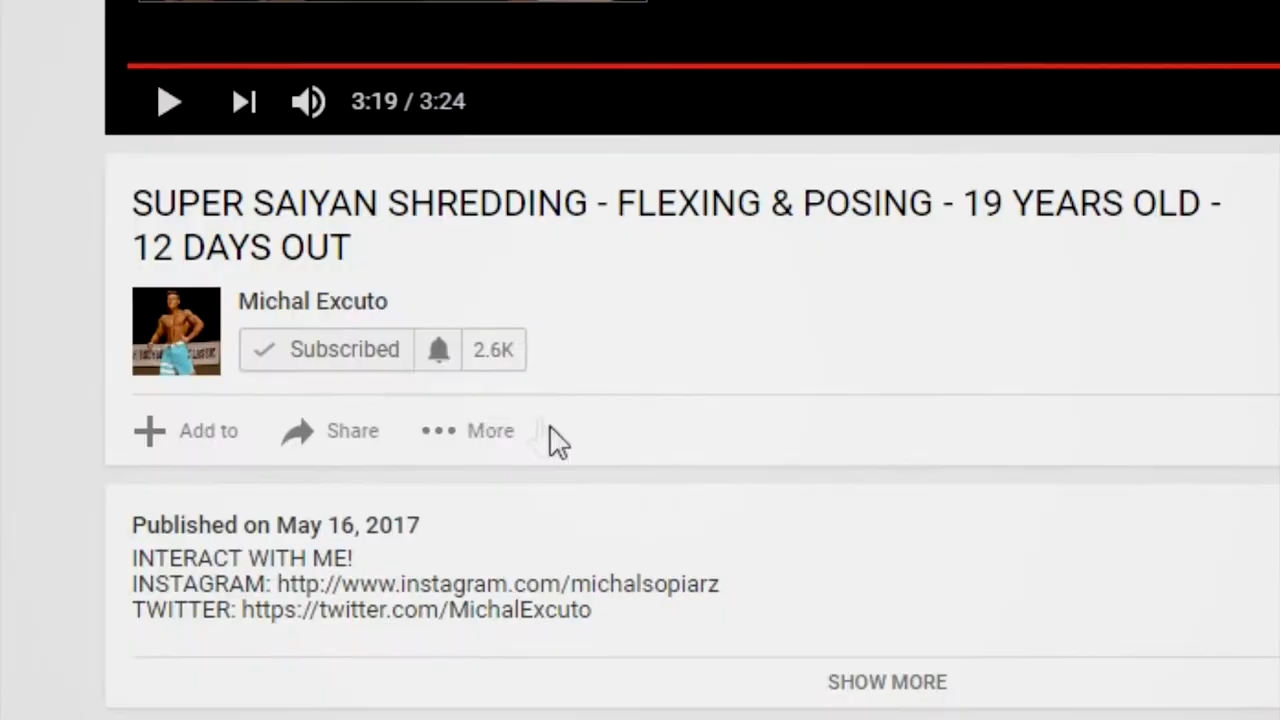 3:19 / 3:24
SUPER SAIYAN SHREDDING - FLEXING & POSING - 19 YEARS OLD -
12 DAYS OUT
Michal Excuto
Subscribed 2.6K
Add to Share More
Published on May 16, 2017
INTERACT WITH ME!
INSTAGRAM: http://www.instagram.com/michalsopiarz
TWITTER: https://twitter.com/MichalExcuto
SHOW MORE